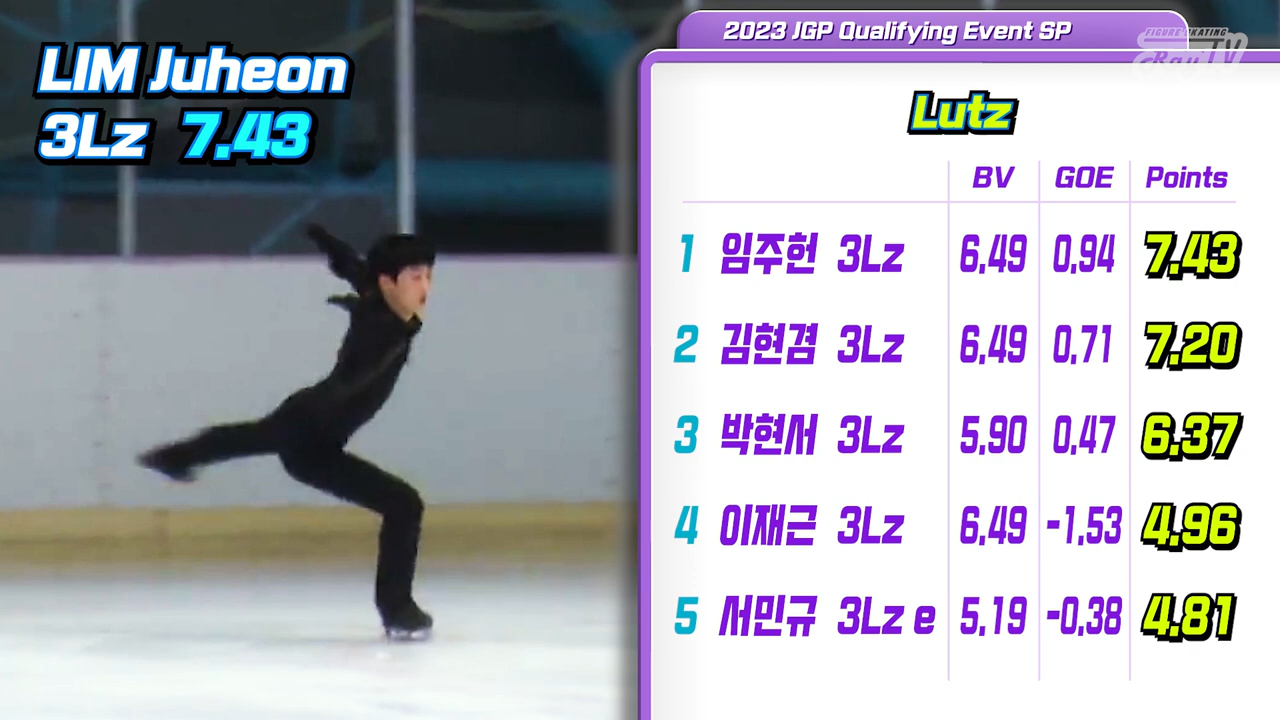 LIM Juheon
3Lz 7.43
2023 JGP Qualifying Event SP
FIGURE SKATING
RayTV
Lutz
BV GOE Points
1 임주헌 3Lz 6.49 0.94 7.43
2 김현겸 3Lz 6.49 0.71 7.20
3 박현서 3Lz 5.90 0.47 6.37
4 이재근 3Lz 6.49 -1.53 4.96
5 서민규 3Lz e 5.19 -0.38 4.81